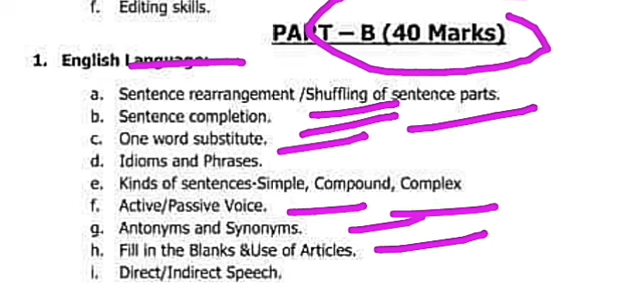 f. Editing skills.
PART – B (40 Marks)
1. English Language:
a. Sentence rearrangement /Shuffling of sentence parts.
b. Sentence completion.
c. One word substitute.
d. Idioms and Phrases.
e. Kinds of sentences-Simple, Compound, Complex
f. Active/Passive Voice.
g. Antonyms and Synonyms.
h. Fill in the Blanks &Use of Articles.
i. Direct/Indirect Speech.